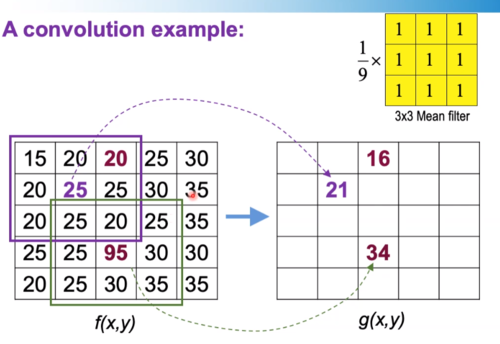 A convolution example:
1 1 1
1/9 × 1 1 1
1 1 1
3x3 Mean filter
15 20 20 25 30
20 25 25 30 35
20 25 20 25 35
25 25 95 30 30
20 25 30 35 35
16
21
34
f(x,y)
g(x,y)